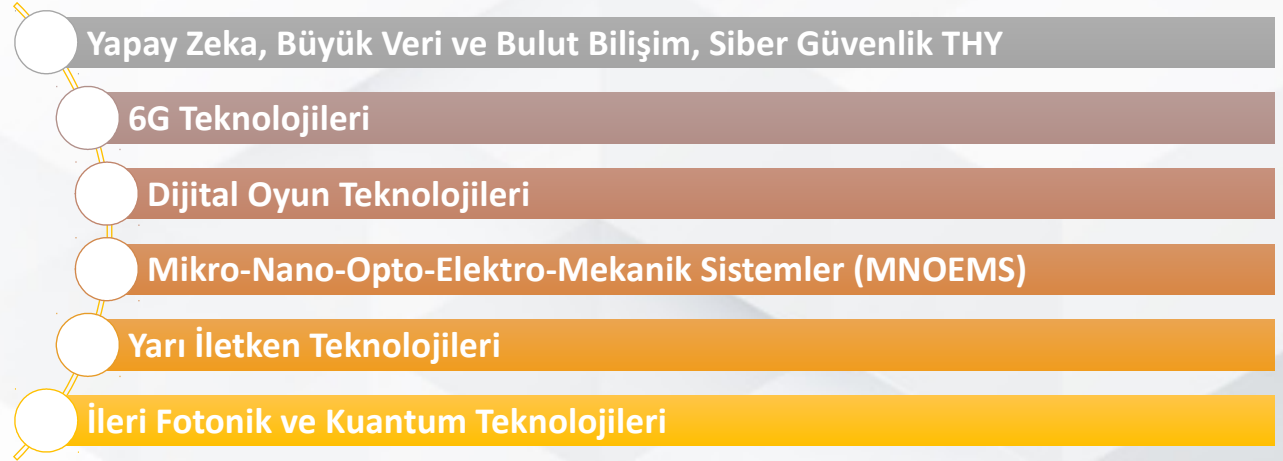 Yapay Zeka, Büyük Veri ve Bulut Bilişim, Siber Güvenlik THY
6G Teknolojileri
Dijital Oyun Teknolojileri
Mikro-Nano-Opto-Elektro-Mekanik Sistemler (MNOEMS)
Yarı İletken Teknolojileri
İleri Fotonik ve Kuantum Teknolojileri